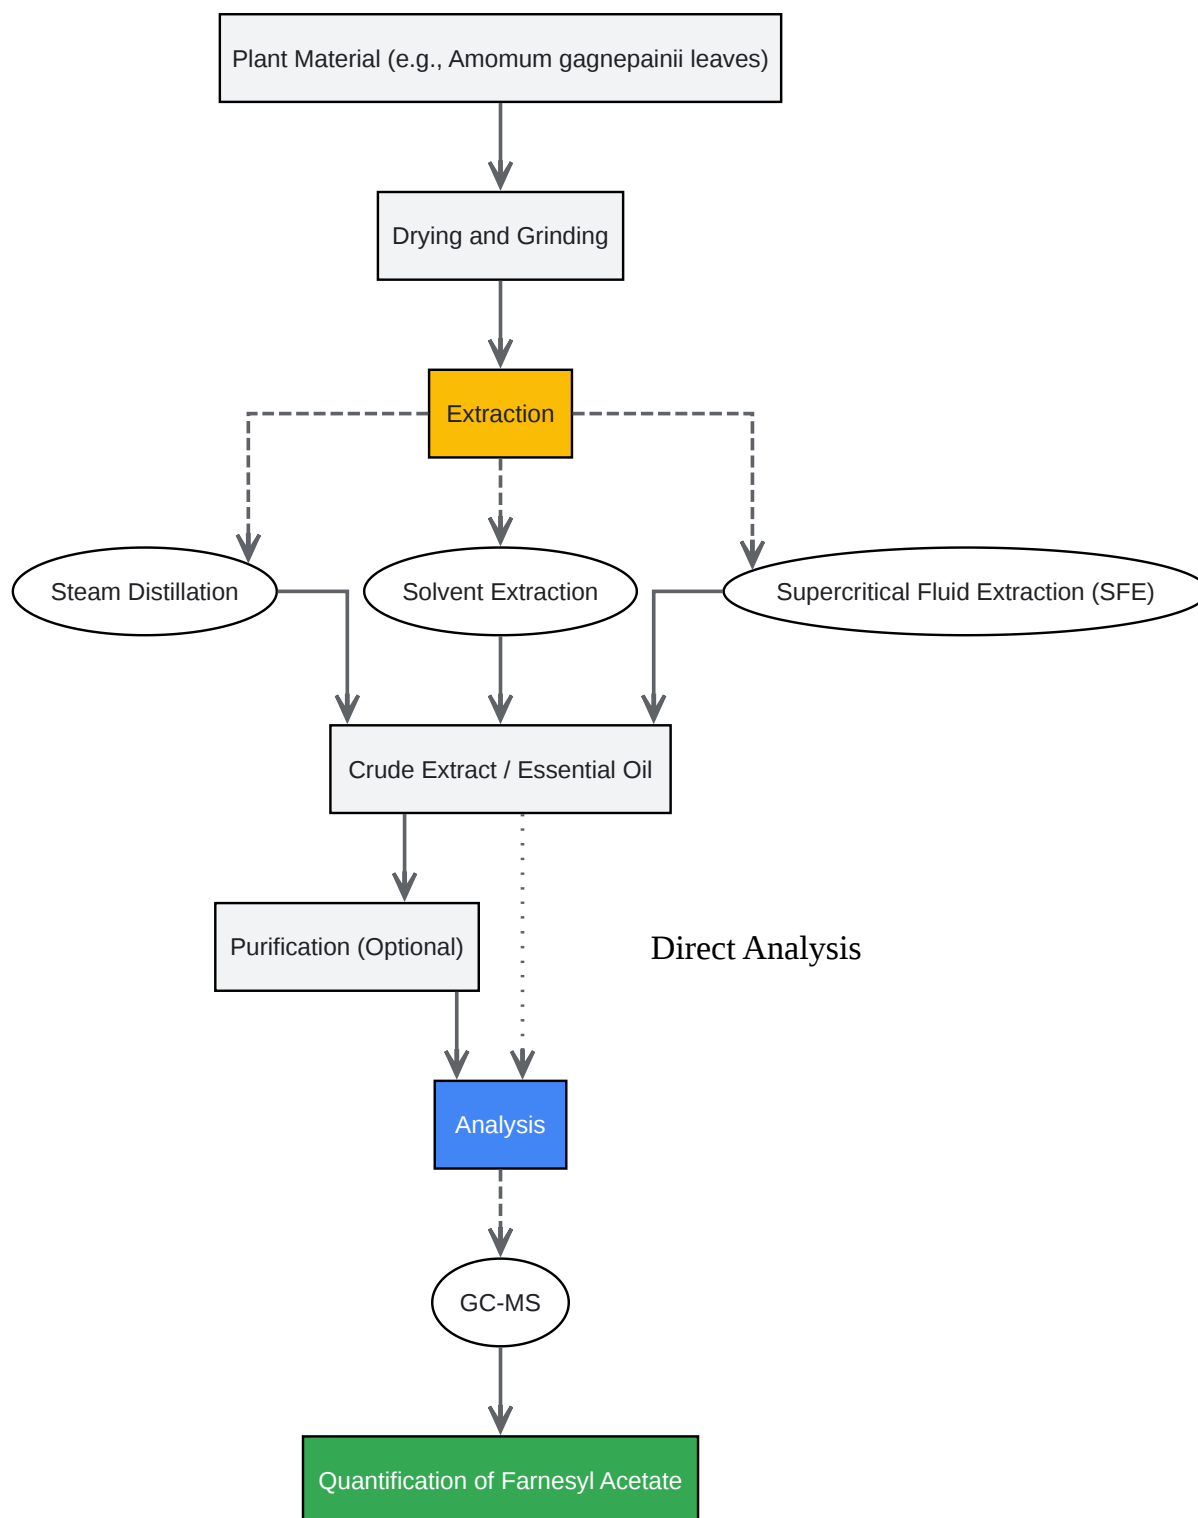 Plant Material (e.g., Amomum gagnepainii leaves)
Drying and Grinding
Extraction
Steam Distillation
Solvent Extraction
Supercritical Fluid Extraction (SFE)
Crude Extract / Essential Oil
Purification (Optional)
Direct Analysis
Analysis
GC-MS
Quantification of Farnesyl Acetate